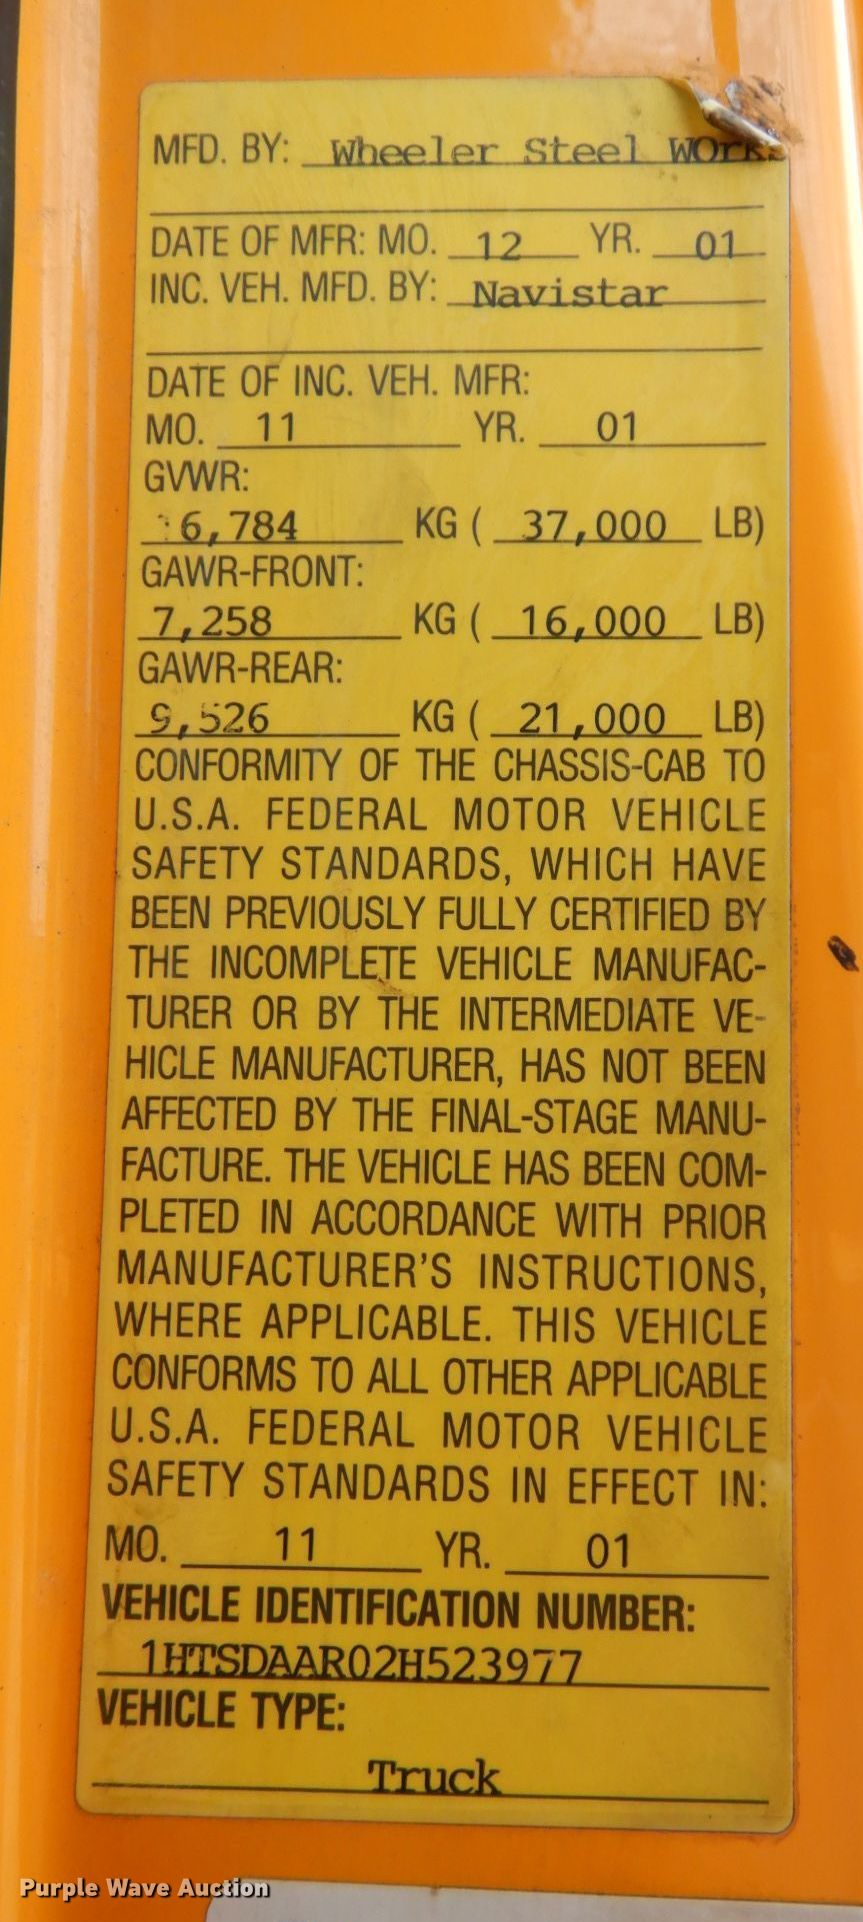 MFD. BY: Wheeler Steel WOrks
DATE OF MFR: MO. 12 YR. 01
INC. VEH. MFD. BY: Navistar
DATE OF INC. VEH. MFR:
MO. 11 YR. 01
GVWR:
16,784 KG ( 37,000 LB)
GAWR-FRONT:
7,258 KG ( 16,000 LB)
GAWR-REAR:
9,526 KG ( 21,000 LB)
CONFORMITY OF THE CHASSIS-CAB TO
U.S.A. FEDERAL MOTOR VEHICLE
SAFETY STANDARDS, WHICH HAVE
BEEN PREVIOUSLY FULLY CERTIFIED BY
THE INCOMPLETE VEHICLE MANUFAC-
TURER OR BY THE INTERMEDIATE VE-
HICLE MANUFACTURER, HAS NOT BEEN
AFFECTED BY THE FINAL-STAGE MANU-
FACTURE. THE VEHICLE HAS BEEN COM-
PLETED IN ACCORDANCE WITH PRIOR
MANUFACTURER'S INSTRUCTIONS,
WHERE APPLICABLE. THIS VEHICLE
CONFORMS TO ALL OTHER APPLICABLE
U.S.A. FEDERAL MOTOR VEHICLE
SAFETY STANDARDS IN EFFECT IN:
MO. 11 YR. 01
VEHICLE IDENTIFICATION NUMBER:
1HTSDAAR02H523977
VEHICLE TYPE:
Truck
Purple Wave Auction